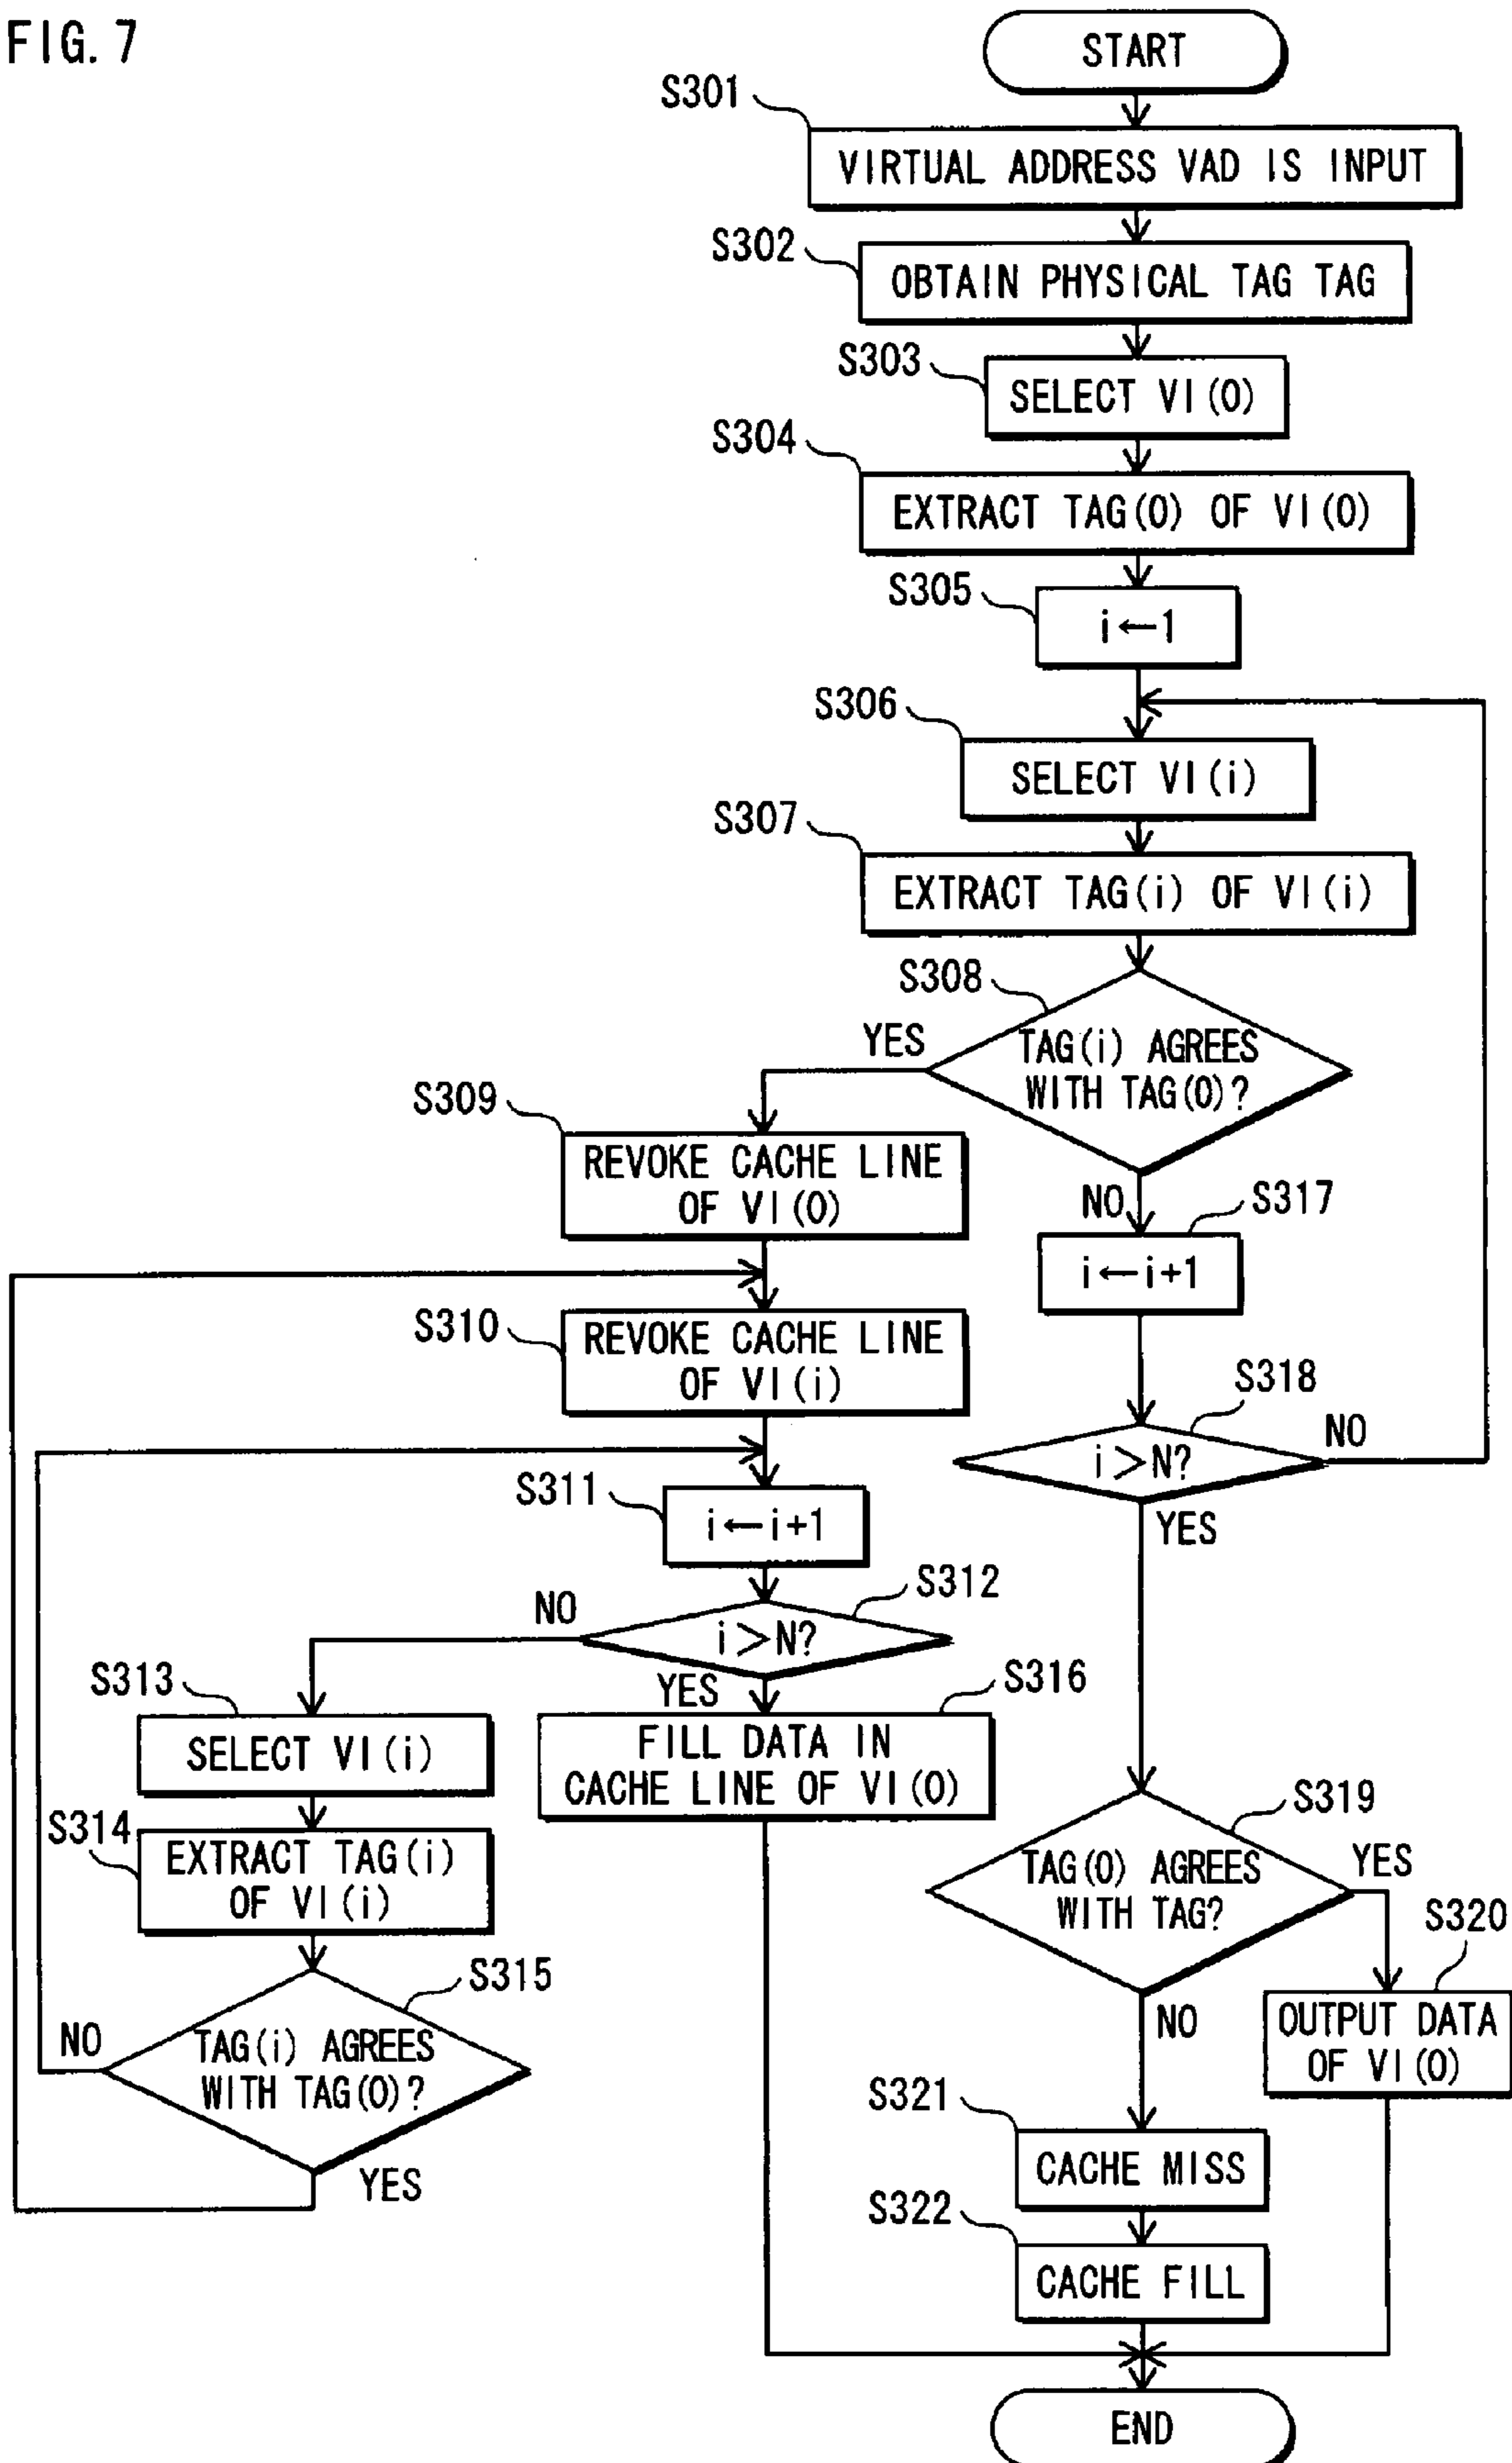 FIG. 7
START
S301
VIRTUAL ADDRESS VAD IS INPUT
S302
OBTAIN PHYSICAL TAG TAG
S303
SELECT VI(0)
S304
EXTRACT TAG(0) OF VI(0)
S305
i←1
S306
SELECT VI(i)
S307
EXTRACT TAG(i) OF VI(i)
S308
TAG(i) AGREES
WITH TAG(0)?
YES
NO
S309
REVOKE CACHE LINE
OF VI(0)
S310
REVOKE CACHE LINE
OF VI(i)
S311
i←i+1
S312
i>N?
NO
YES
S313
SELECT VI(i)
S314
EXTRACT TAG(i)
OF VI(i)
S315
TAG(i) AGREES
WITH TAG(0)?
NO
YES
S316
FILL DATA IN
CACHE LINE OF VI(0)
S317
i←i+1
S318
i>N?
NO
YES
S319
TAG(0) AGREES
WITH TAG?
YES
NO
S320
OUTPUT DATA
OF VI(0)
S321
CACHE MISS
S322
CACHE FILL
END